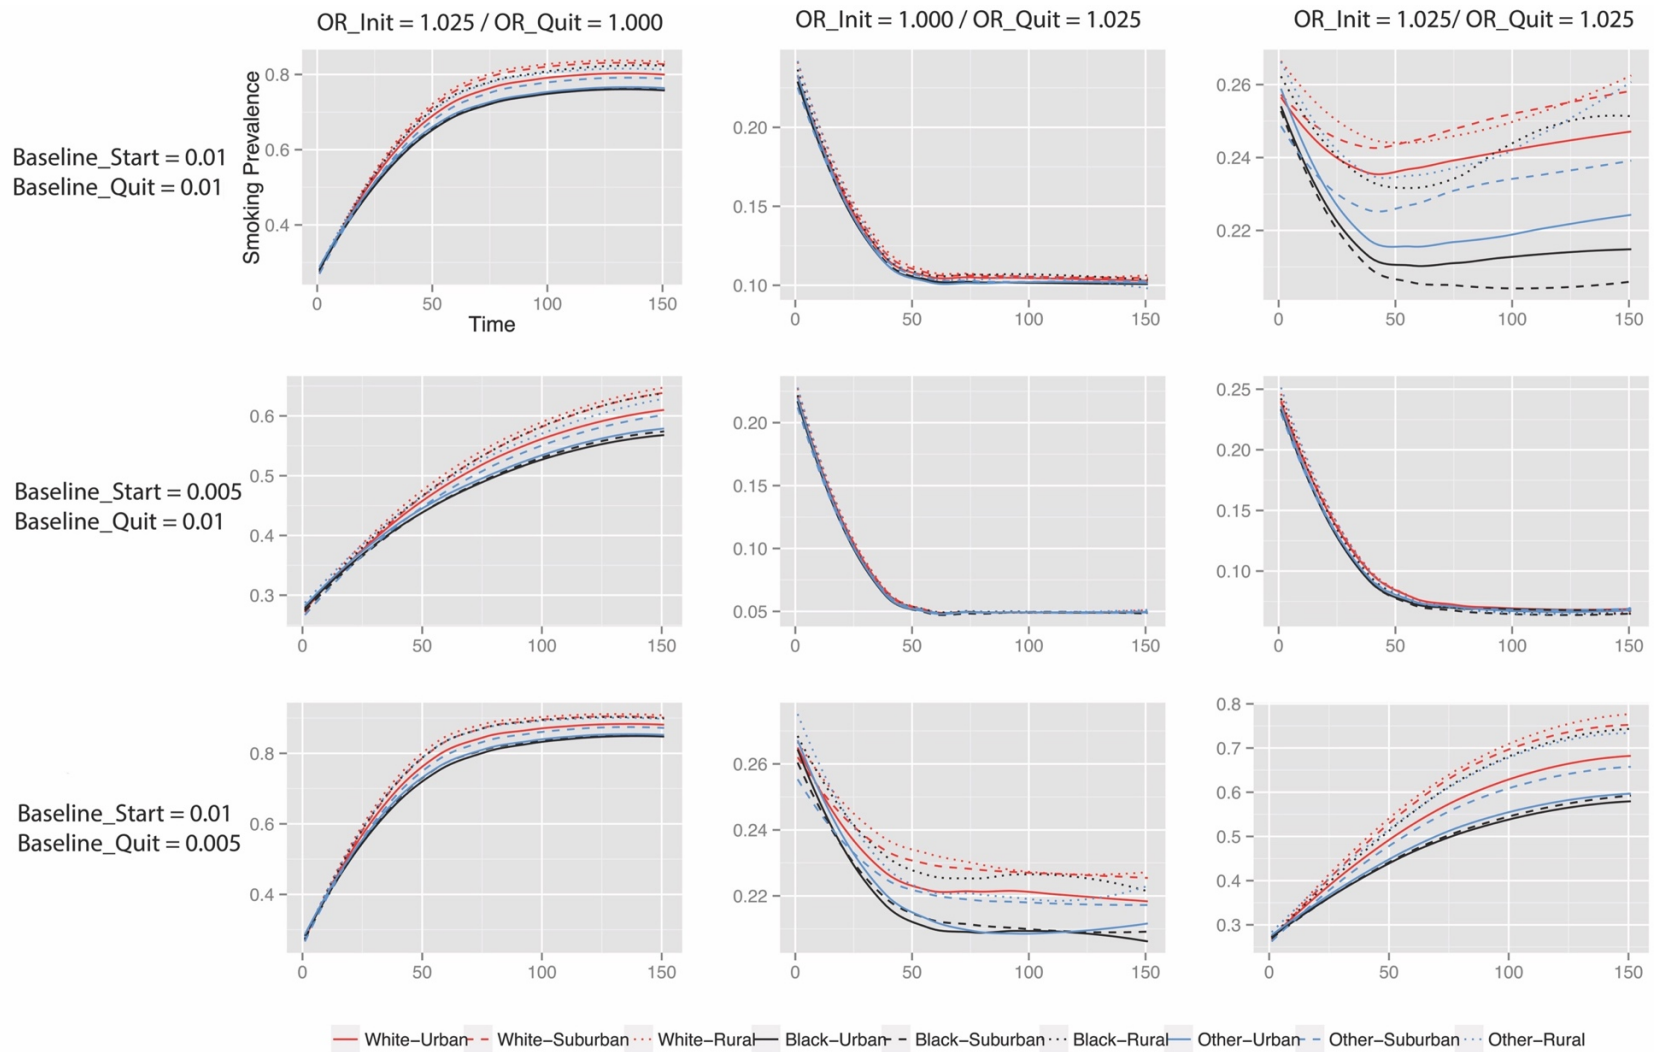 OR_Init = 1.025 / OR_Quit = 1.000
OR_Init = 1.000 / OR_Quit = 1.025
OR_Init = 1.025/ OR_Quit = 1.025
Baseline_Start = 0.01
Baseline_Quit = 0.01
Smoking Prevalence
0.8
0.6
0.4
0 50 100 150
Time
0.20
0.15
0.10
0 50 100 150
0.26
0.24
0.22
0 50 100 150
Baseline_Start = 0.005
Baseline_Quit = 0.01
0.6
0.5
0.4
0.3
0 50 100 150
0.20
0.15
0.10
0.05
0 50 100 150
0.25
0.20
0.15
0.10
0 50 100 150
Baseline_Start = 0.01
Baseline_Quit = 0.005
0.8
0.6
0.4
0 50 100 150
0.26
0.24
0.22
0 50 100 150
0.8
0.7
0.6
0.5
0.4
0.3
0 50 100 150
White−Urban White−Suburban White−Rural Black−Urban Black−Suburban Black−Rural Other−Urban Other−Suburban Other−Rural